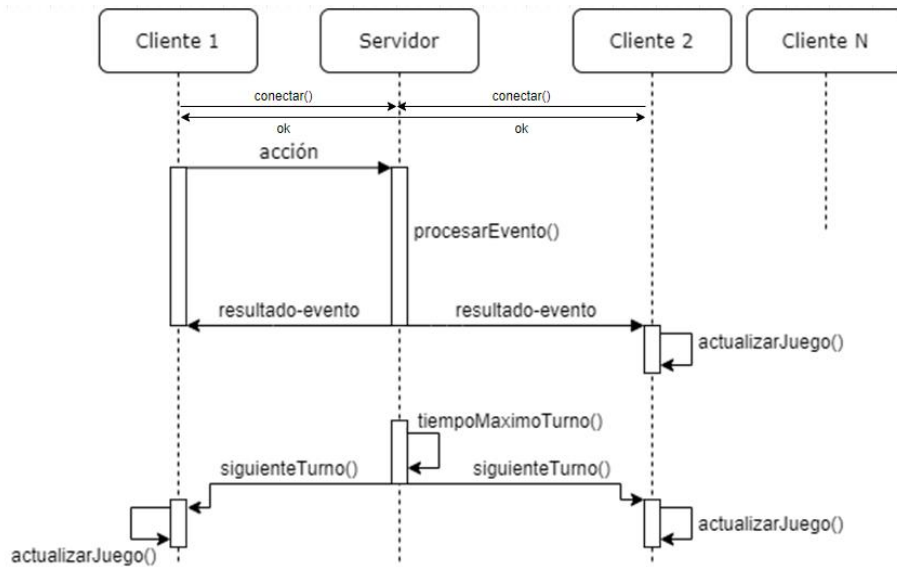 Cliente 1
Servidor
Cliente 2
Cliente N
conectar()
conectar()
ok
ok
acción
procesarEvento()
resultado-evento
resultado-evento
actualizarJuego()
tiempoMaximoTurno()
siguienteTurno()
siguienteTurno()
actualizarJuego()
actualizarJuego()